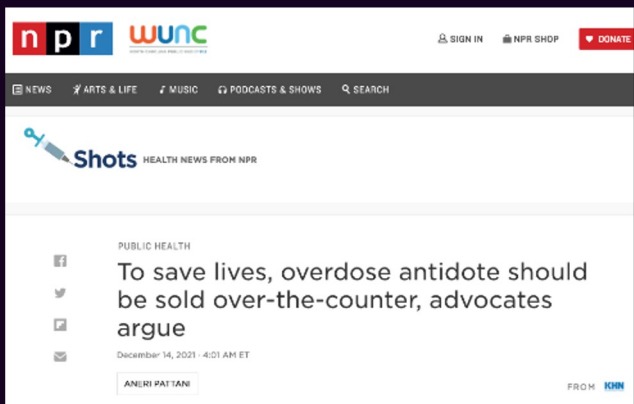 npr wunc
SIGN IN NPR SHOP DONATE
NEWS ARTS & LIFE MUSIC PODCASTS & SHOWS SEARCH
Shots HEALTH NEWS FROM NPR
PUBLIC HEALTH
To save lives, overdose antidote should
be sold over-the-counter, advocates
argue
December 14, 2021 · 4:01 AM ET
ANERI PATTANI
FROM KHN